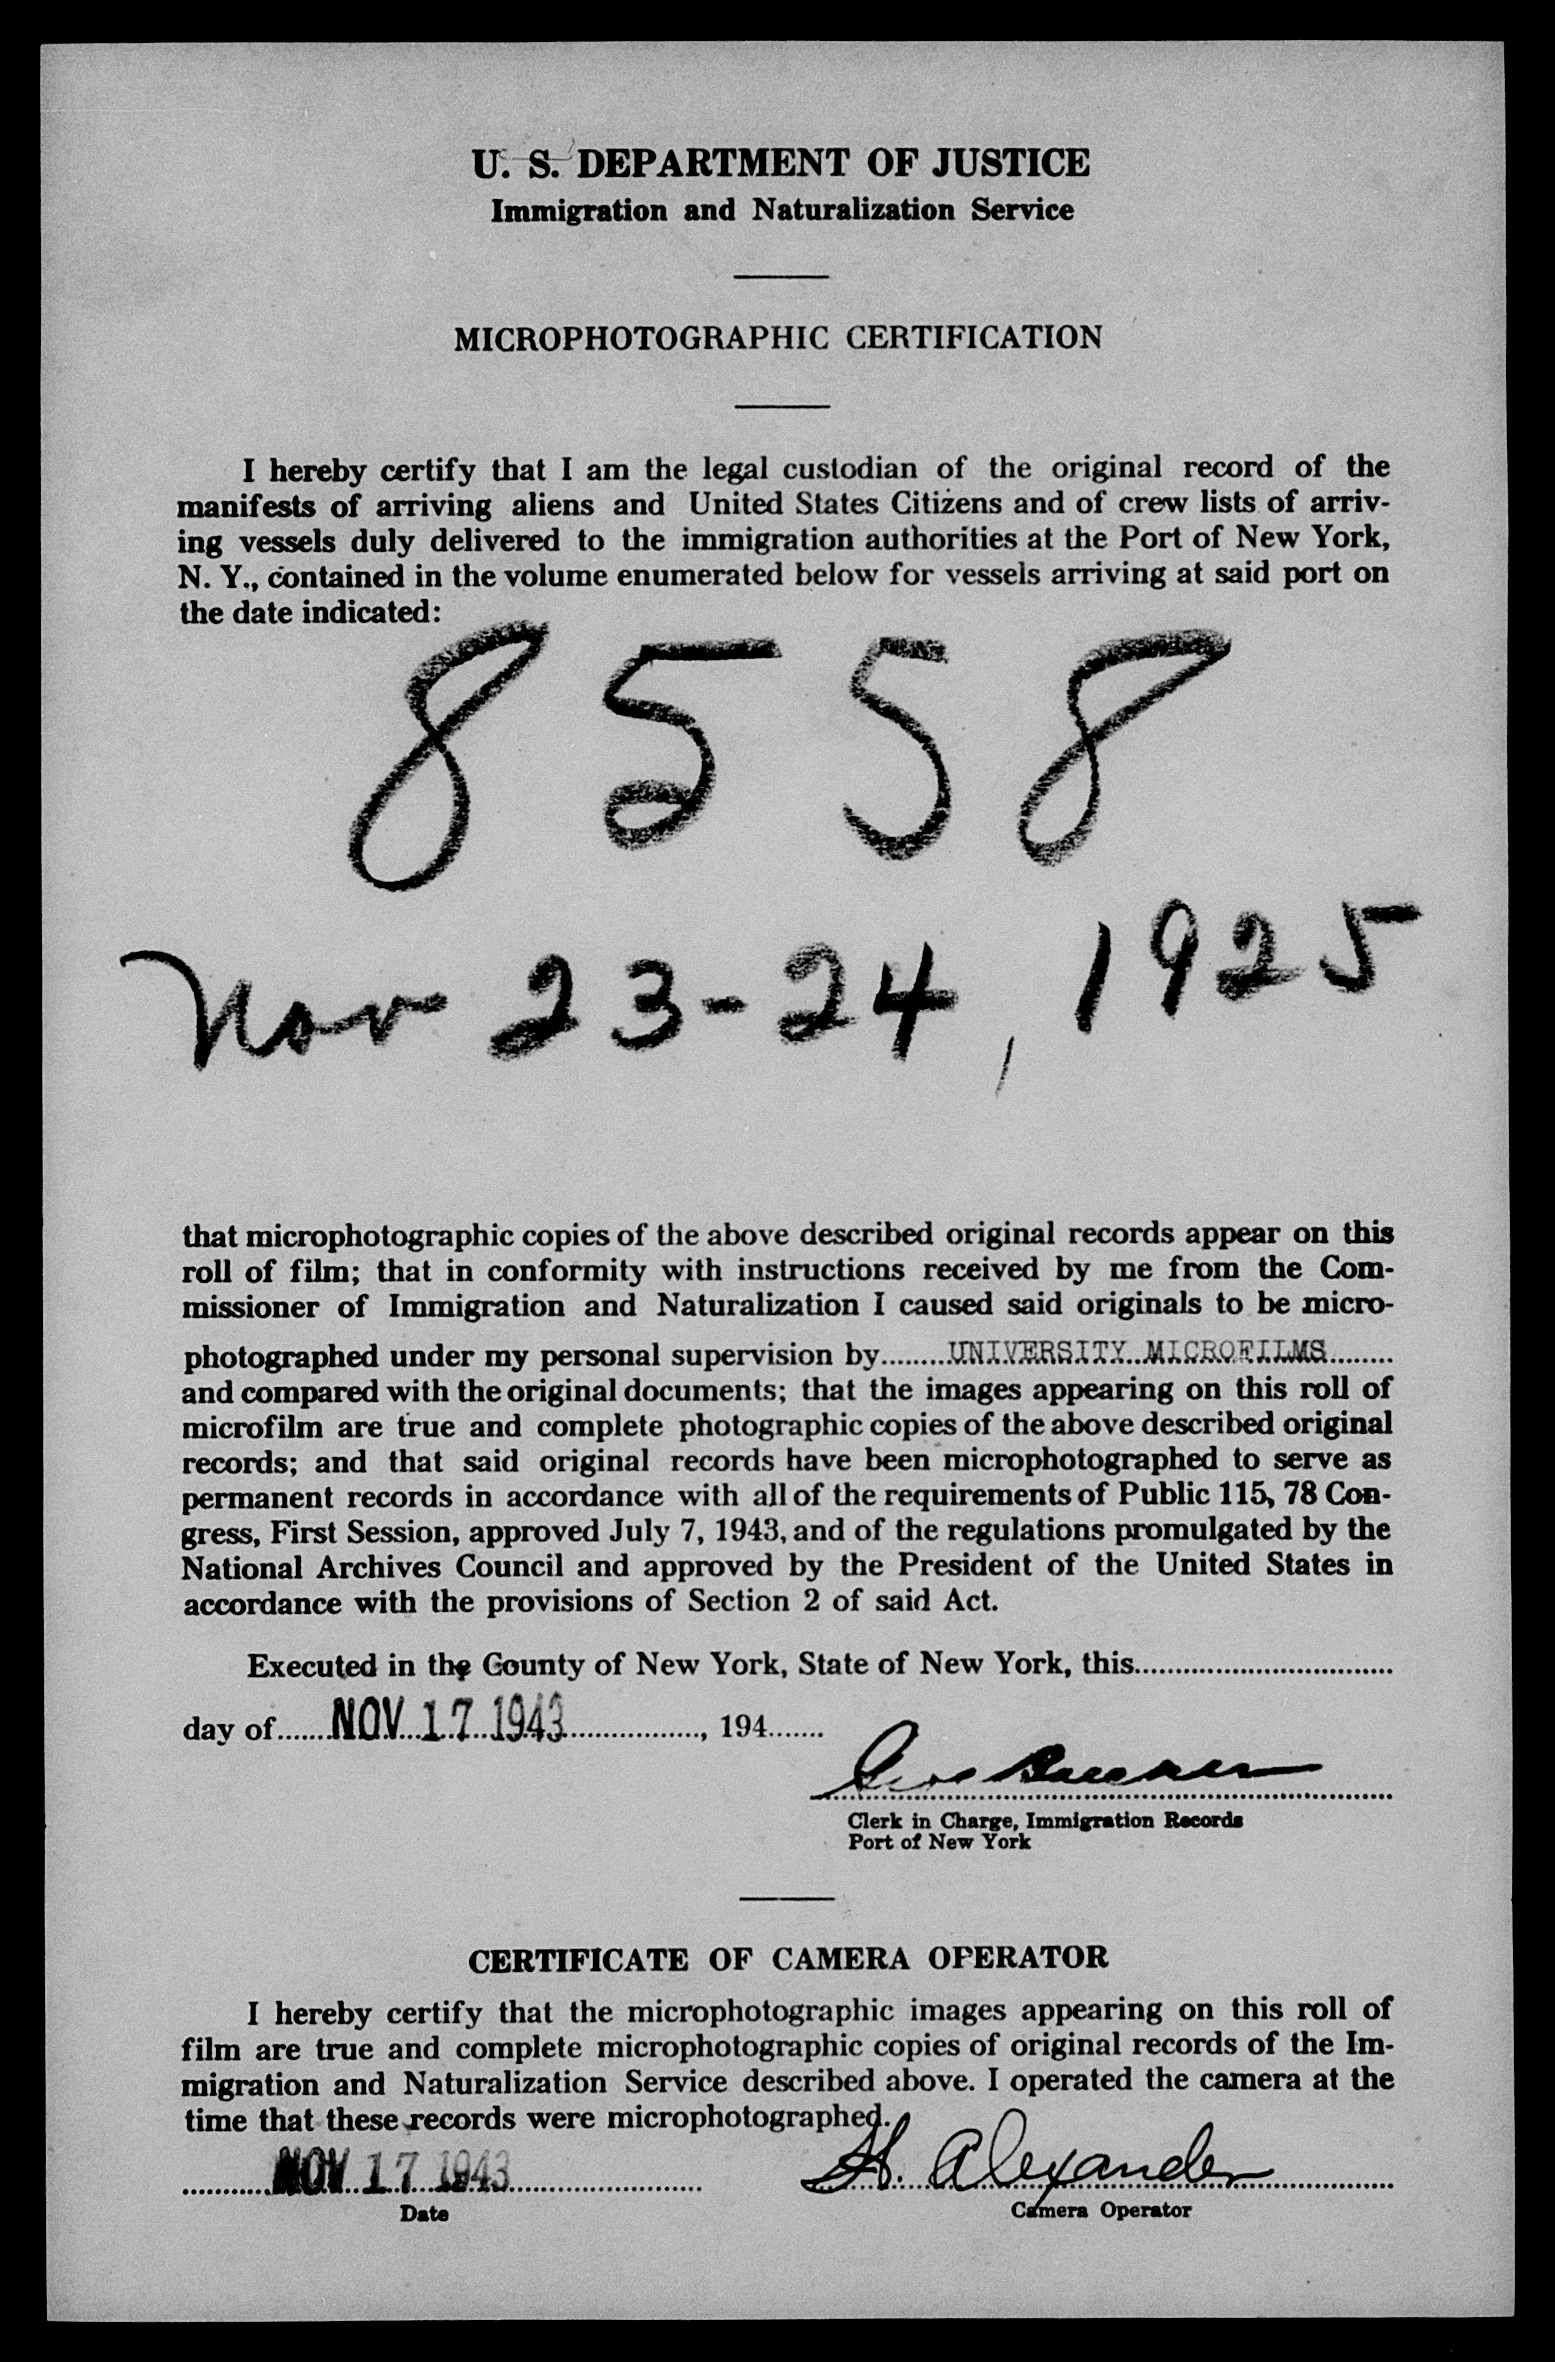 U. S. DEPARTMENT OF JUSTICE
Immigration and Naturalization Service
MICROPHOTOGRAPHIC CERTIFICATION
I hereby certify that I am the legal custodian of the original record of the
manifests of arriving aliens and United States Citizens and of crew lists of arriv-
ing vessels duly delivered to the immigration authorities at the Port of New York,
N. Y., contained in the volume enumerated below for vessels arriving at said port on
the date indicated:
8558
Nov 23-24, 1925
that microphotographic copies of the above described original records appear on this
roll of film; that in conformity with instructions received by me from the Com-
missioner of Immigration and Naturalization I caused said originals to be micro-
photographed under my personal supervision by UNIVERSITY MICROFILMS
and compared with the original documents; that the images appearing on this roll of
microfilm are true and complete photographic copies of the above described original
records; and that said original records have been microphotographed to serve as
permanent records in accordance with all of the requirements of Public 115, 78 Con-
gress, First Session, approved July 7, 1943, and of the regulations promulgated by the
National Archives Council and approved by the President of the United States in
accordance with the provisions of Section 2 of said Act.
Executed in the County of New York, State of New York, this
day of NOV 17 1943, 194
Clerk in Charge, Immigration Records
Port of New York
CERTIFICATE OF CAMERA OPERATOR
I hereby certify that the microphotographic images appearing on this roll of
film are true and complete microphotographic copies of original records of the Im-
migration and Naturalization Service described above. I operated the camera at the
time that these records were microphotographed.
NOV 17 1943 H. Alexander
Date Camera Operator